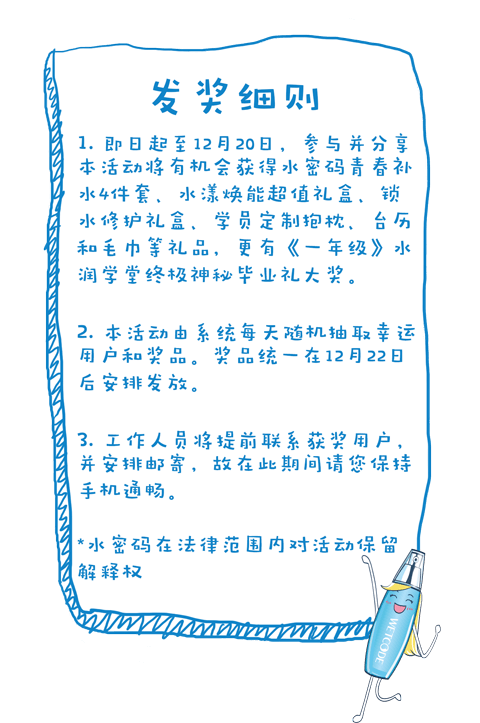 发奖细则
1. 即日起至12月20日，参与并分享
本活动将有机会获得水密码青春补
水4件套、水漾焕能超值礼盒、锁
水修护礼盒、学员定制抱枕、台历
和毛巾等礼品，更有《一年级》水
润学堂终极神秘毕业礼大奖。
2. 本活动由系统每天随机抽取幸运
用户和奖品。奖品统一在12月22日
后安排发放。
3. 工作人员将提前联系获奖用户，
并安排邮寄，故在此期间请您保持
手机通畅。
*水密码在法律范围内对活动保留
解释权
WETCODE